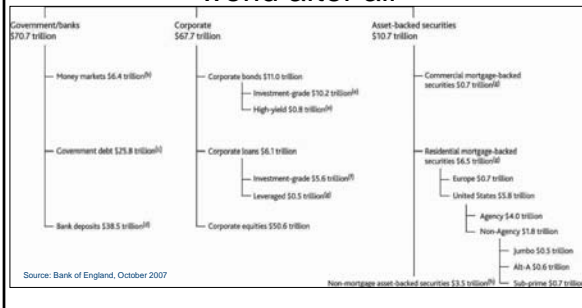 world after all
Government/banks
$70.7 trillion
Money markets $6.4 trillion(b)
Government debt $25.8 trillion(c)
Bank deposits $38.5 trillion(d)
Corporate
$67.7 trillion
Corporate bonds $11.0 trillion
Investment-grade $10.2 trillion(e)
High-yield $0.8 trillion(e)
Corporate loans $6.1 trillion
Investment-grade $5.6 trillion(f)
Leveraged $0.5 trillion(g)
Corporate equities $50.6 trillion
Asset-backed securities
$10.7 trillion
Commercial mortgage-backed
securities $0.7 trillion(g)
Residential mortgage-backed
securities $6.5 trillion(g)
Europe $0.7 trillion
United States $5.8 trillion
Agency $4.0 trillion
Non-Agency $1.8 trillion
Jumbo $0.5 trillion
Alt-A $0.6 trillion
Sub-prime $0.7 trillion
Non-mortgage asset-backed securities $3.5 trillion(h)
Source: Bank of England, October 2007